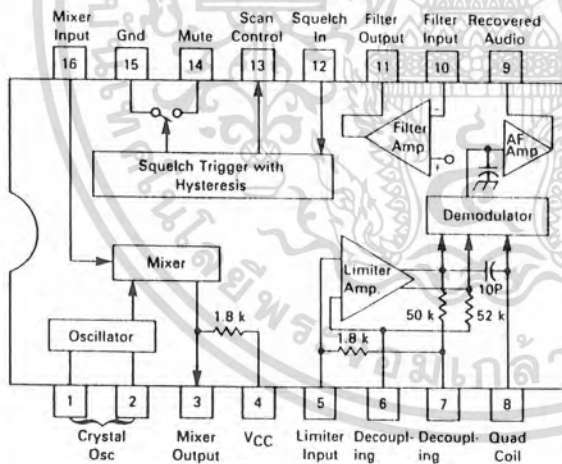 Mixer Input
Gnd
Mute
Scan Control
Squelch In
Filter Output
Filter Input
Recovered Audio
16
15
14
13
12
11
10
9
Filter Amp
AF Amp
Squelch Trigger with Hysteresis
Demodulator
Mixer
Limiter Amp.
10P
1.8 k
50 k
52 k
Oscillator
1.8 k
1
2
3
4
5
6
7
8
Crystal Osc
Mixer Output
VCC
Limiter Input
Decoupl-ing
Decoupl-ing
Quad Coil